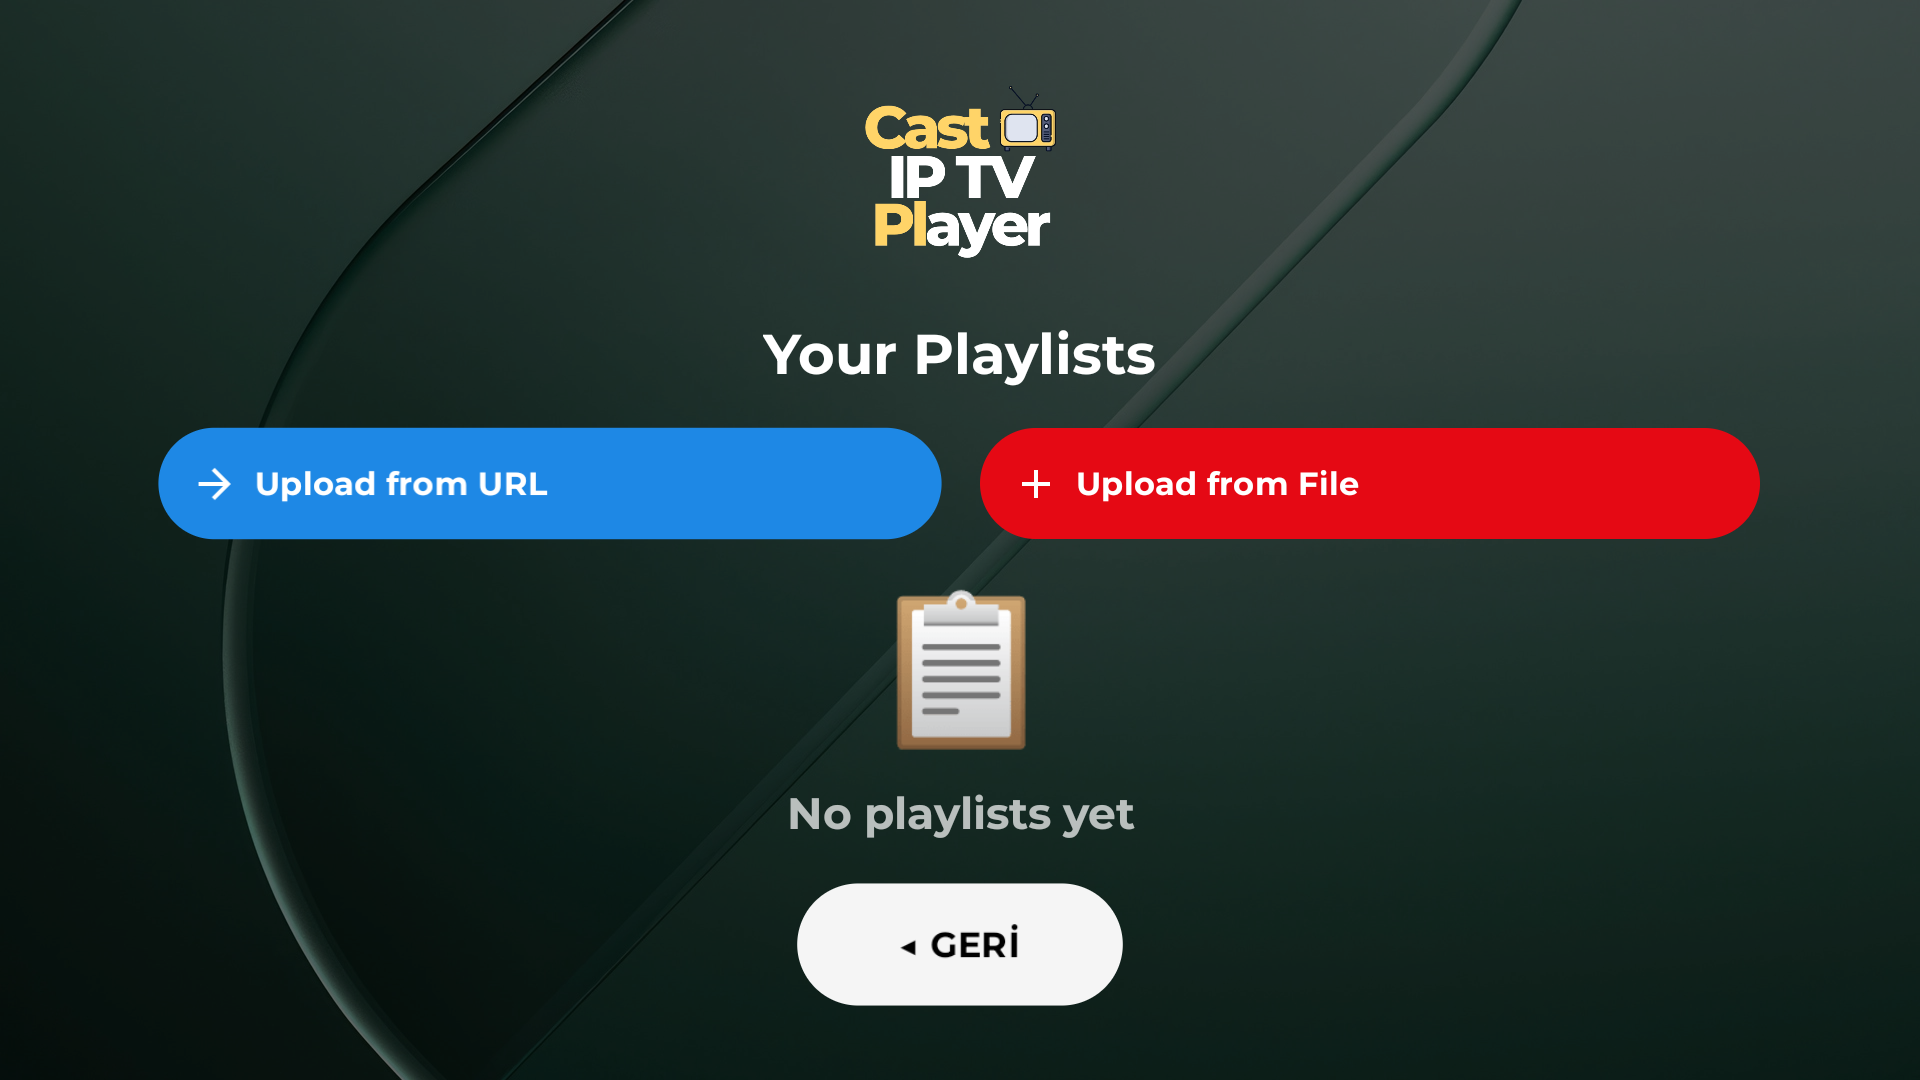 Cast
IP TV
Player
Your Playlists
Upload from URL
Upload from File
No playlists yet
GERİ